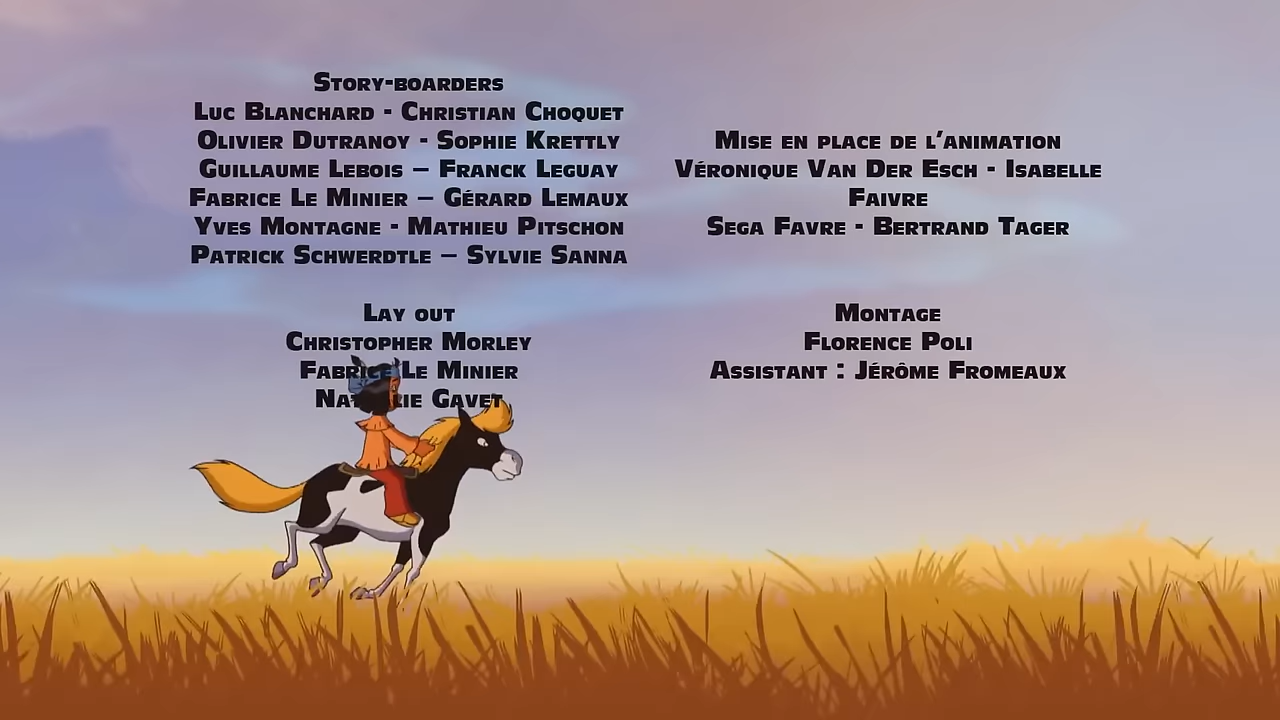 Story-boarders
Luc Blanchard - Christian Choquet
Olivier Dutranoy - Sophie Krettly
Guillaume Lebois – Franck Leguay
Fabrice Le Minier – Gérard Lemaux
Yves Montagne - Mathieu Pitschon
Patrick Schwerdtle – Sylvie Sanna
Lay out
Christopher Morley
Fabrice Le Minier
Gavet
Mise en place de l'animation
Véronique Van Der Esch - Isabelle
Faivre
Sega Favre - Bertrand Tager
Montage
Florence Poli
Assistant : Jérôme Fromeaux